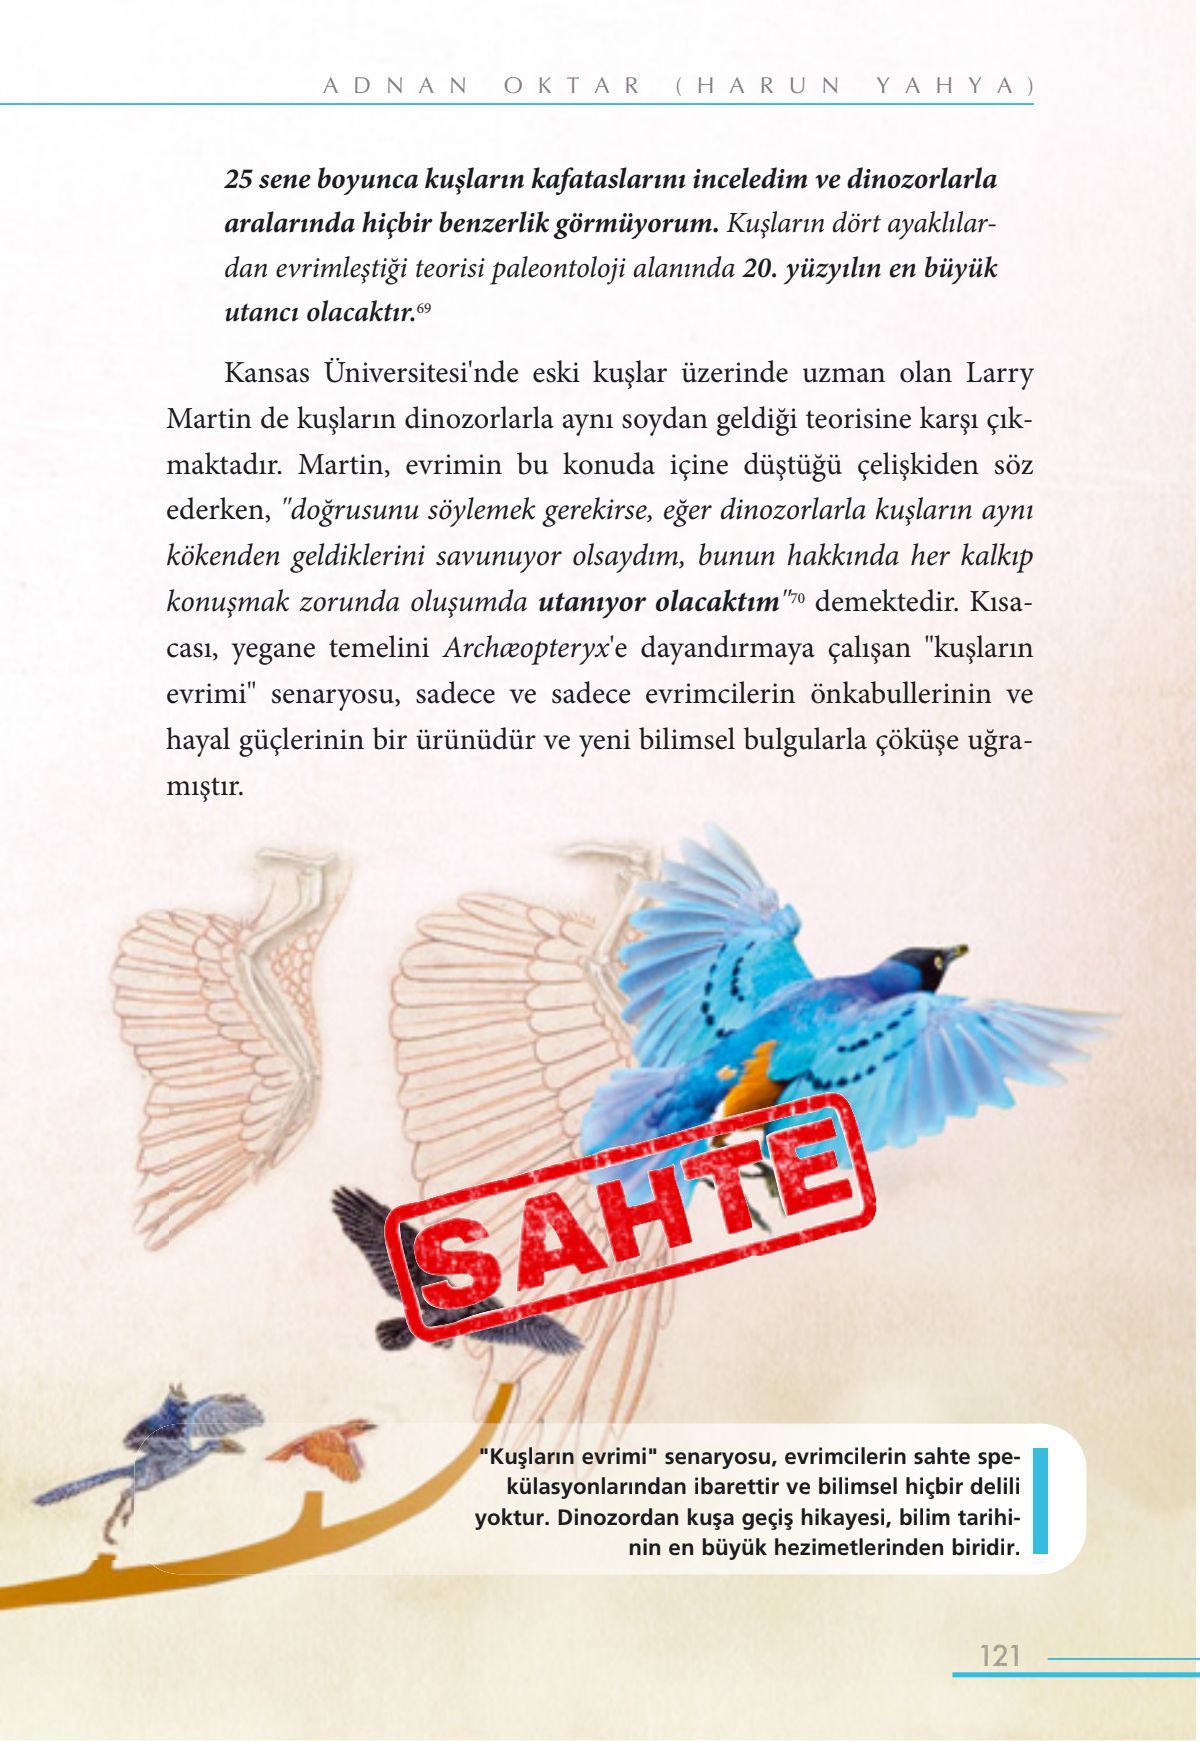 ADNAN OKTAR (HARUN YAHYA)
25 sene boyunca kuşların kafataslarını inceledim ve dinozorlarla
aralarında hiçbir benzerlik görmüyorum. Kuşların dört ayaklılar-
dan evrimleştiği teorisi paleontoloji alanında 20. yüzyılın en büyük
utancı olacaktır.69
Kansas Üniversitesi'nde eski kuşlar üzerinde uzman olan Larry
Martin de kuşların dinozorlarla aynı soydan geldiği teorisine karşı çık-
maktadır. Martin, evrimin bu konuda içine düştüğü çelişkiden söz
ederken, "doğrusunu söylemek gerekirse, eğer dinozorlarla kuşların aynı
kökenden geldiklerini savunuyor olsaydım, bunun hakkında her kalkıp
konuşmak zorunda oluşumda utanıyor olacaktım"70 demektedir. Kısa-
cası, yegane temelini Archæopteryx'e dayandırmaya çalışan "kuşların
evrimi" senaryosu, sadece ve sadece evrimcilerin önkabullerinin ve
hayal güçlerinin bir ürünüdür ve yeni bilimsel bulgularla çöküşe uğra-
mıştır.
SAHTE
"Kuşların evrimi" senaryosu, evrimcilerin sahte spe-
külasyonlarından ibarettir ve bilimsel hiçbir delili
yoktur. Dinozordan kuşa geçiş hikayesi, bilim tarihi-
nin en büyük hezimetlerinden biridir.
121